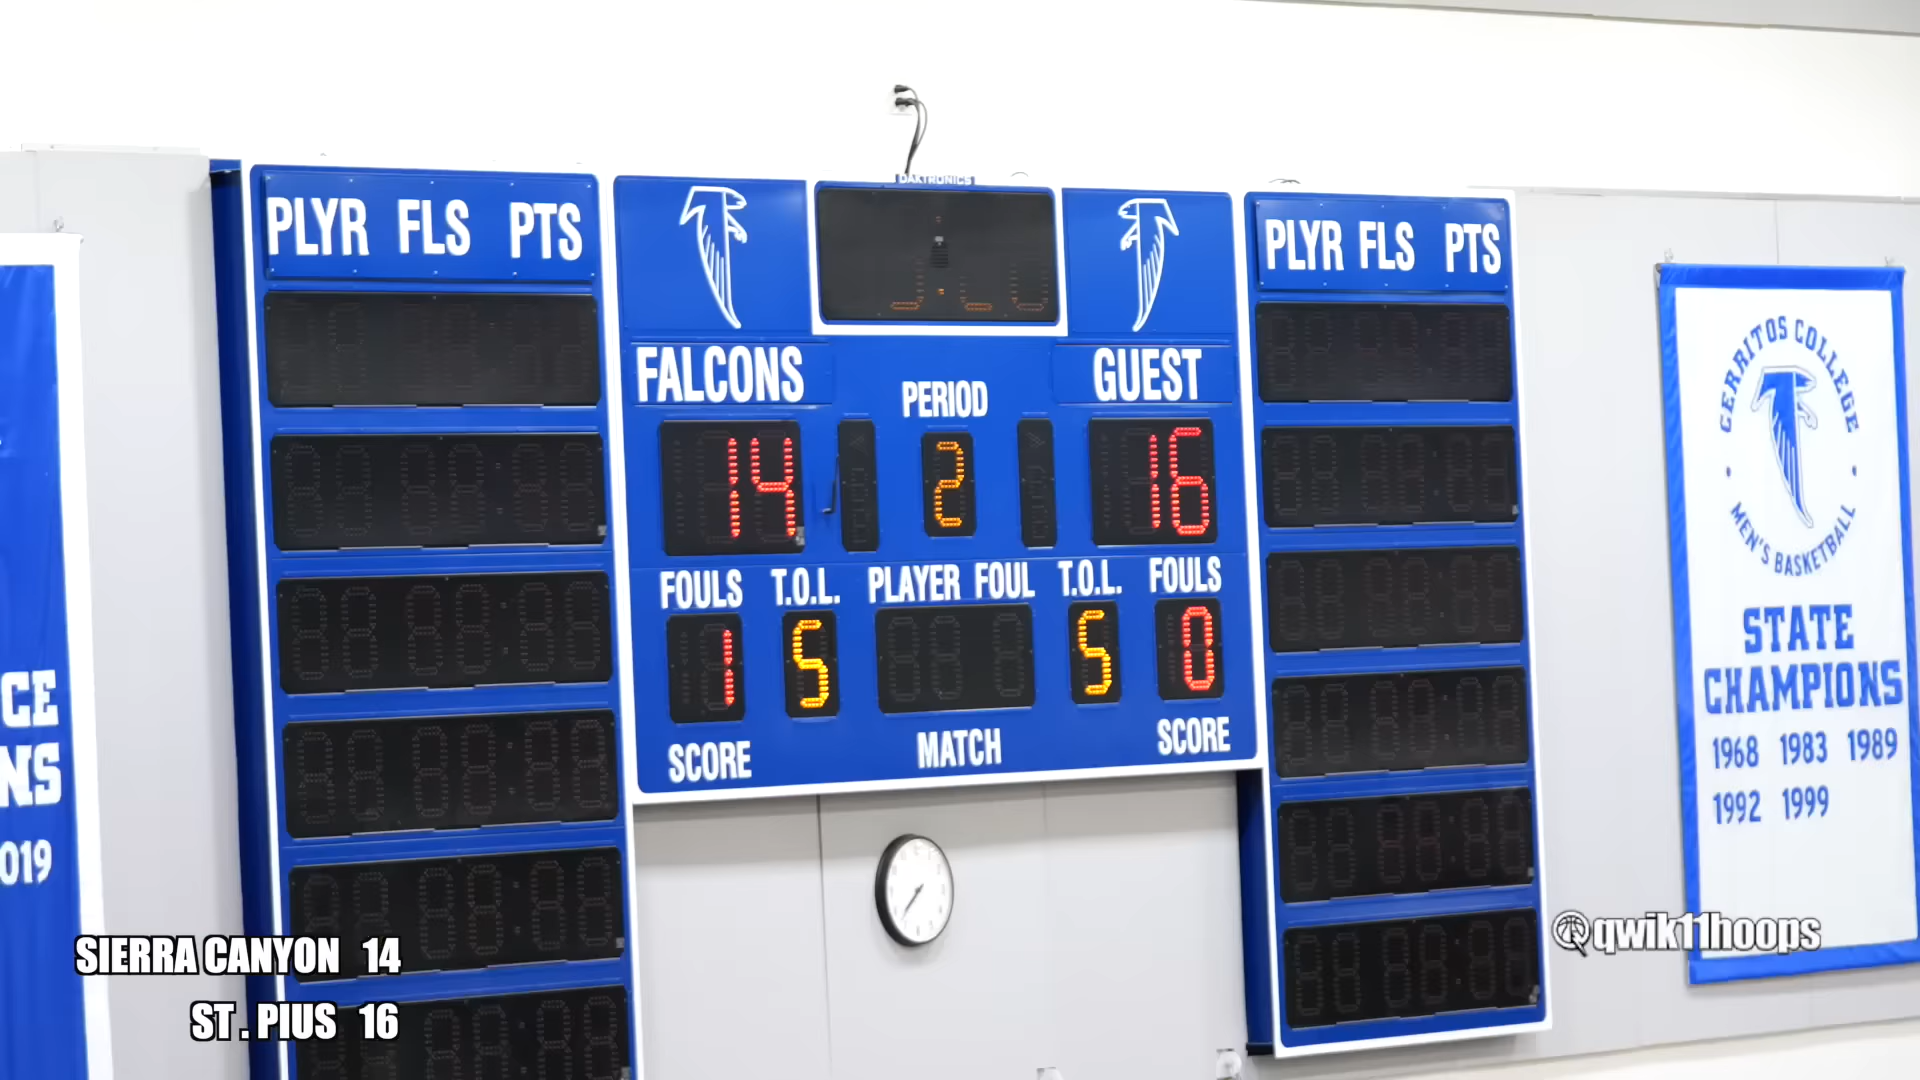 DAKTRONICS
PLYR FLS PTS
PLYR FLS PTS
FALCONS
GUEST
PERIOD
14
2
16
FOULS T.O.L. PLAYER FOUL T.O.L. FOULS
1 5 5 0
SCORE MATCH SCORE
CERRITOS COLLEGE
MEN'S BASKETBALL
STATE
CHAMPIONS
1968 1983 1989
1992 1999
CE
NS
019
SIERRA CANYON 14
ST. PIUS 16
@qwik11hoops